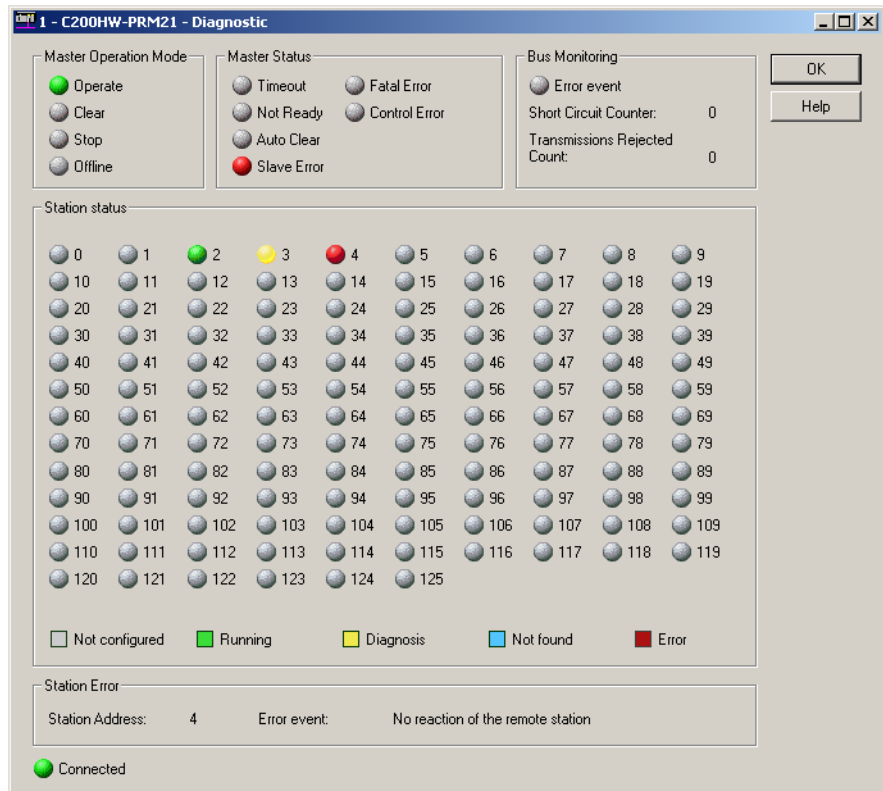 1 - C200HW-PRM21 - Diagnostic
Master Operation Mode
Operate
Clear
Stop
Offline
Master Status
Timeout Fatal Error
Not Ready Control Error
Auto Clear
Slave Error
Bus Monitoring
Error event
Short Circuit Counter: 0
Transmissions Rejected
Count: 0
OK
Help
Station status
0 1 2 3 4 5 6 7 8 9
10 11 12 13 14 15 16 17 18 19
20 21 22 23 24 25 26 27 28 29
30 31 32 33 34 35 36 37 38 39
40 41 42 43 44 45 46 47 48 49
50 51 52 53 54 55 56 57 58 59
60 61 62 63 64 65 66 67 68 69
70 71 72 73 74 75 76 77 78 79
80 81 82 83 84 85 86 87 88 89
90 91 92 93 94 95 96 97 98 99
100 101 102 103 104 105 106 107 108 109
110 111 112 113 114 115 116 117 118 119
120 121 122 123 124 125
Not configured Running Diagnosis Not found Error
Station Error
Station Address: 4 Error event: No reaction of the remote station
Connected